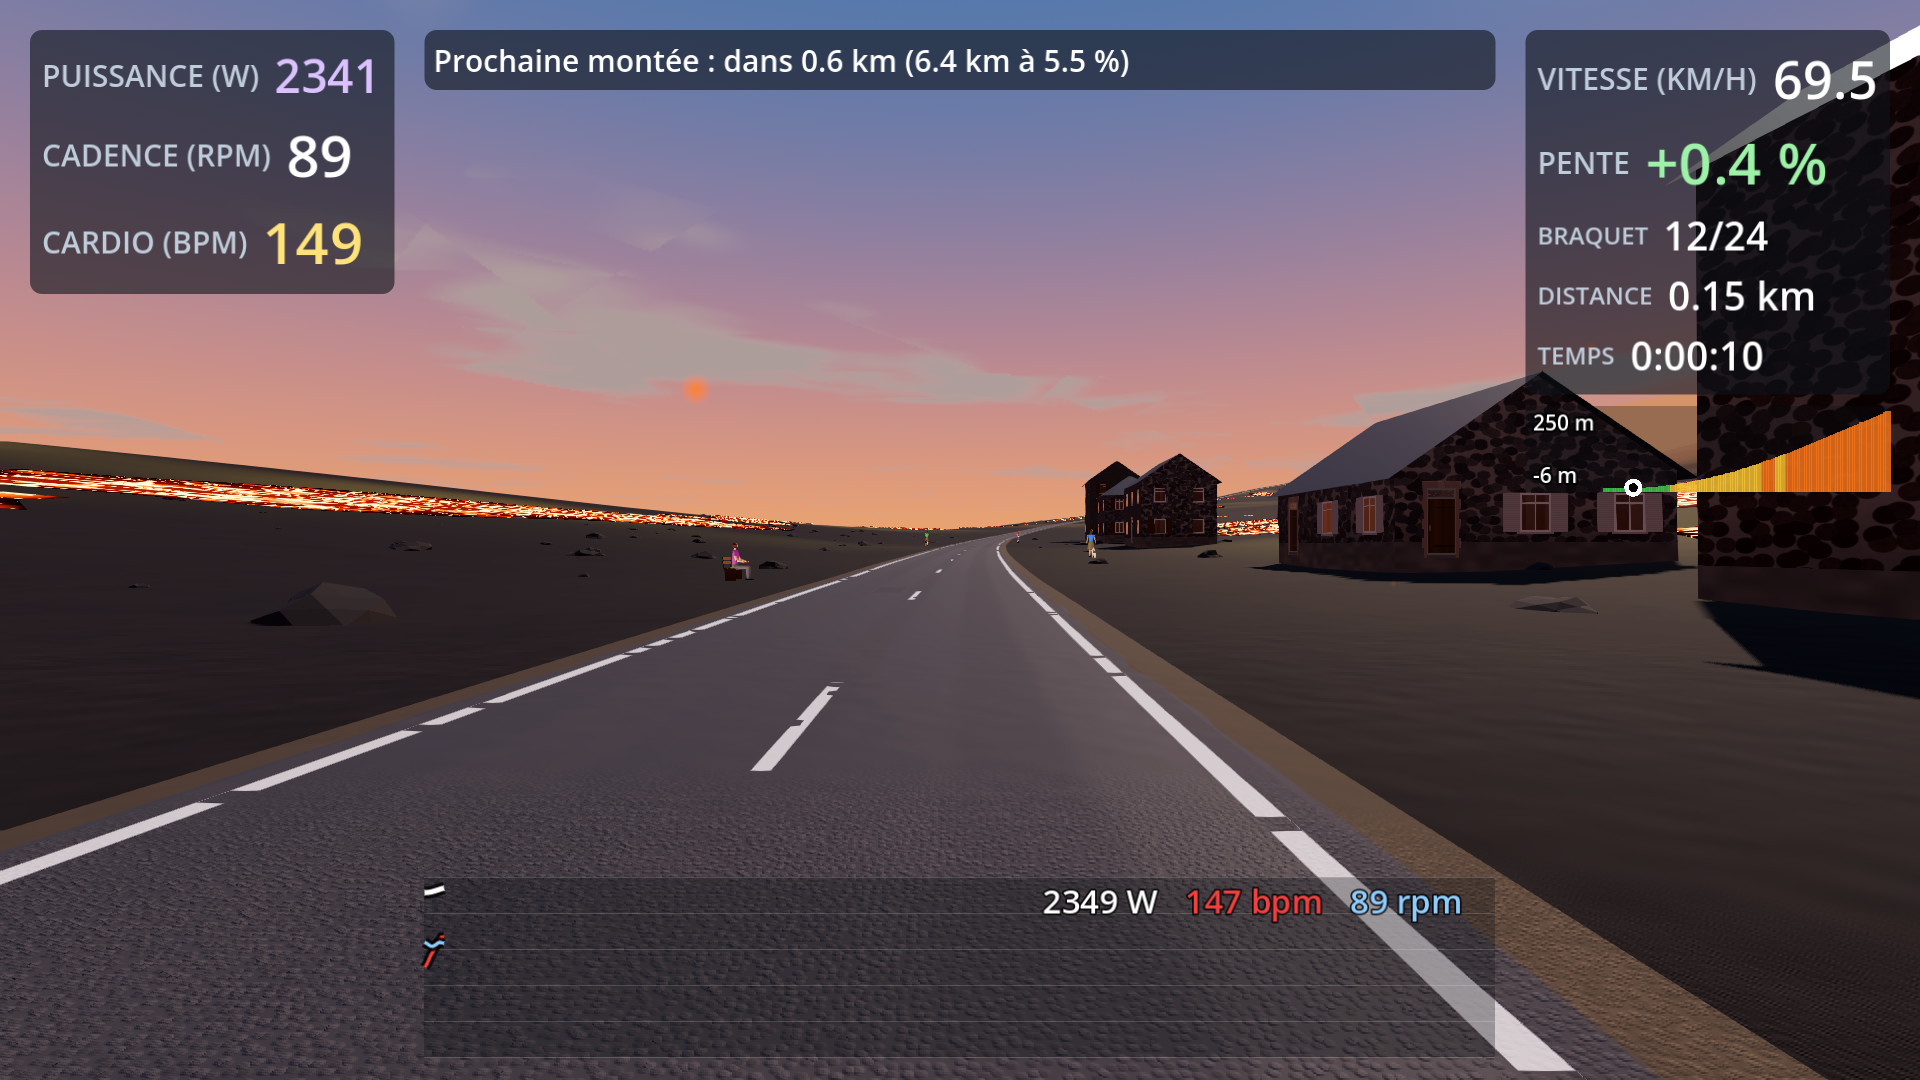 PUISSANCE (W) 2341
CADENCE (RPM) 89
CARDIO (BPM) 149
Prochaine montée : dans 0.6 km (6.4 km à 5.5 %)
VITESSE (KM/H) 69.5
PENTE +0.4 %
BRAQUET 12/24
DISTANCE 0.15 km
TEMPS 0:00:10
250 m
-6 m
2349 W 147 bpm 89 rpm